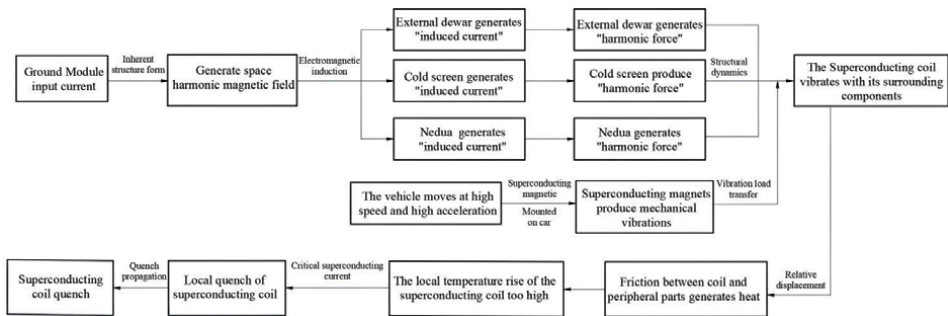 External dewar generates
"induced current"
External dewar generates
"harmonic force"
Ground Module
input current
Inherent
structure form
Generate space
harmonic magnetic field
Electromagnetic
induction
Cold screen generates
"induced current"
Cold screen produce
"harmonic force"
Structural
dynamics
The Superconducting coil
vibrates with its surrounding
components
Nedua generates
"induced current"
Nedua generates
"harmonic force"
The vehicle moves at high
speed and high acceleration
Superconducting
magnetic
Mounted
on car
Superconducting magnets
produce mechanical
vibrations
Vibration load
transfer
Superconducting
coil quench
Quench
propagation
Local quench of
superconducting coil
Critical superconducting
current
The local temperature rise of the
superconducting coil too high
Friction between coil and
peripheral parts generates heat
Relative
displacement